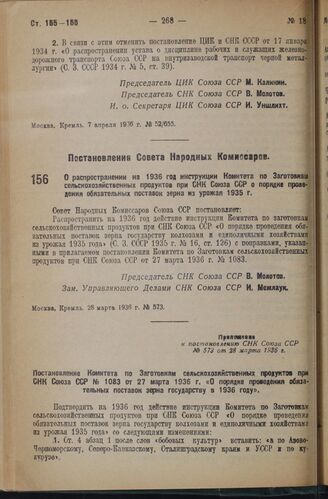 Ст. 155—156 — 268 — № 18
2. В связи с этим отменить постановление ЦИК и СНК СССР от 17 января
1934 г. «О распространении устава о дисциплине рабочих и служащих железно-
дорожного транспорта Союза ССР на внутризаводской транспорт черной метал-
лургии» (С. З. СССР 1934 г. № 5, ст. 39).
Председатель ЦИК Союза ССР М. Калинин.
Председатель СНК Союза ССР В. Молотов.
И. о. Секретаря ЦИК Союза ССР И. Уншлихт.
Москва, Кремль. 7 апреля 1936 г. № 52/655.
Постановления Совета Народных Комиссаров.
156 О распространении на 1936 год инструкции Комитета по Заготовкам
сельскохозяйственных продуктов при СНК Союза ССР о порядке прове-
дения обязательных поставок зерна из урожая 1935 г.
Совет Народных Комиссаров Союза ССР постановляет:
Распространить на 1936 год действие инструкции Комитета по заготовкам
сельскохозяйственных продуктов при СНК Союза ССР «О порядке проведения обя-
зательных поставок зерна государству колхозами и единоличными хозяйствами
из урожая 1935 года» (С. З. СССР 1935 г. № 16, ст. 126) с поправками, указан-
ными в прилагаемом постановлении Комитета по Заготовкам сельскохозяйственных
продуктов при СНК Союза ССР от 27 марта 1936 г. № 1083.
Председатель СНК Союза ССР В. Молотов.
Зам. Управляющего Делами СНК Союза ССР И. Межлаук.
Москва, Кремль. 28 марта 1936 г. № 573.
Приложение
к постановлению СНК Союза ССР
№ 573 от 28 марта 1936 г.
Постановление Комитета по Заготовкам сельскохозяйственных продуктов при
СНК Союза ССР № 1083 от 27 марта 1936 г. «О порядке проведения обяза-
тельных поставок зерна государству в 1936 году».
Подтвердить на 1936 год действие инструкции Комитета по Заготовкам
сельскохозяйственных продуктов при СНК Союза ССР «О порядке проведения
обязательных поставок зерна государству колхозами и единоличными хозяйствами
из урожая 1935 года» со следующими изменениями:
1. Ст. 4 абзац 1 после слов «бобовых культур» вставить: «а по Азово-
Черноморскому, Северо-Кавказскому, Сталинградскому краям и УССР и по ку-
курузе».